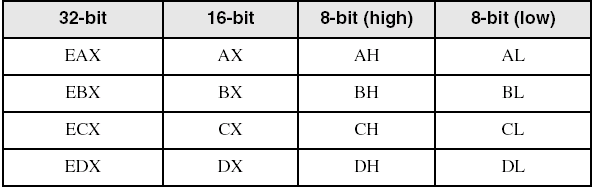 32-bit 16-bit 8-bit (high) 8-bit (low)
EAX AX AH AL
EBX BX BH BL
ECX CX CH CL
EDX DX DH DL